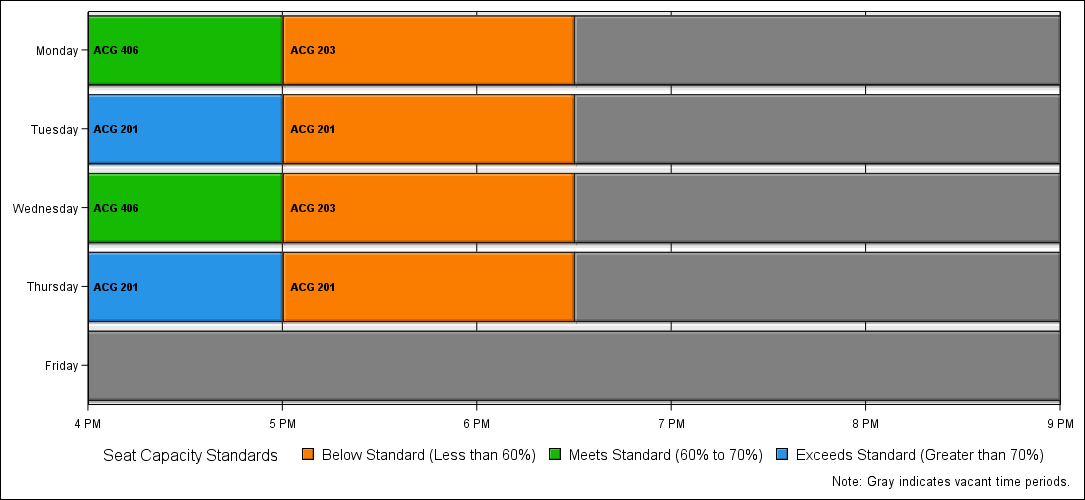 Monday ACG 406 ACG 203
Tuesday ACG 201 ACG 201
Wednesday ACG 406 ACG 203
Thursday ACG 201 ACG 201
Friday
4 PM 5 PM 6 PM 7 PM 8 PM 9 PM
Seat Capacity Standards Below Standard (Less than 60%) Meets Standard (60% to 70%) Exceeds Standard (Greater than 70%)
Note: Gray indicates vacant time periods.